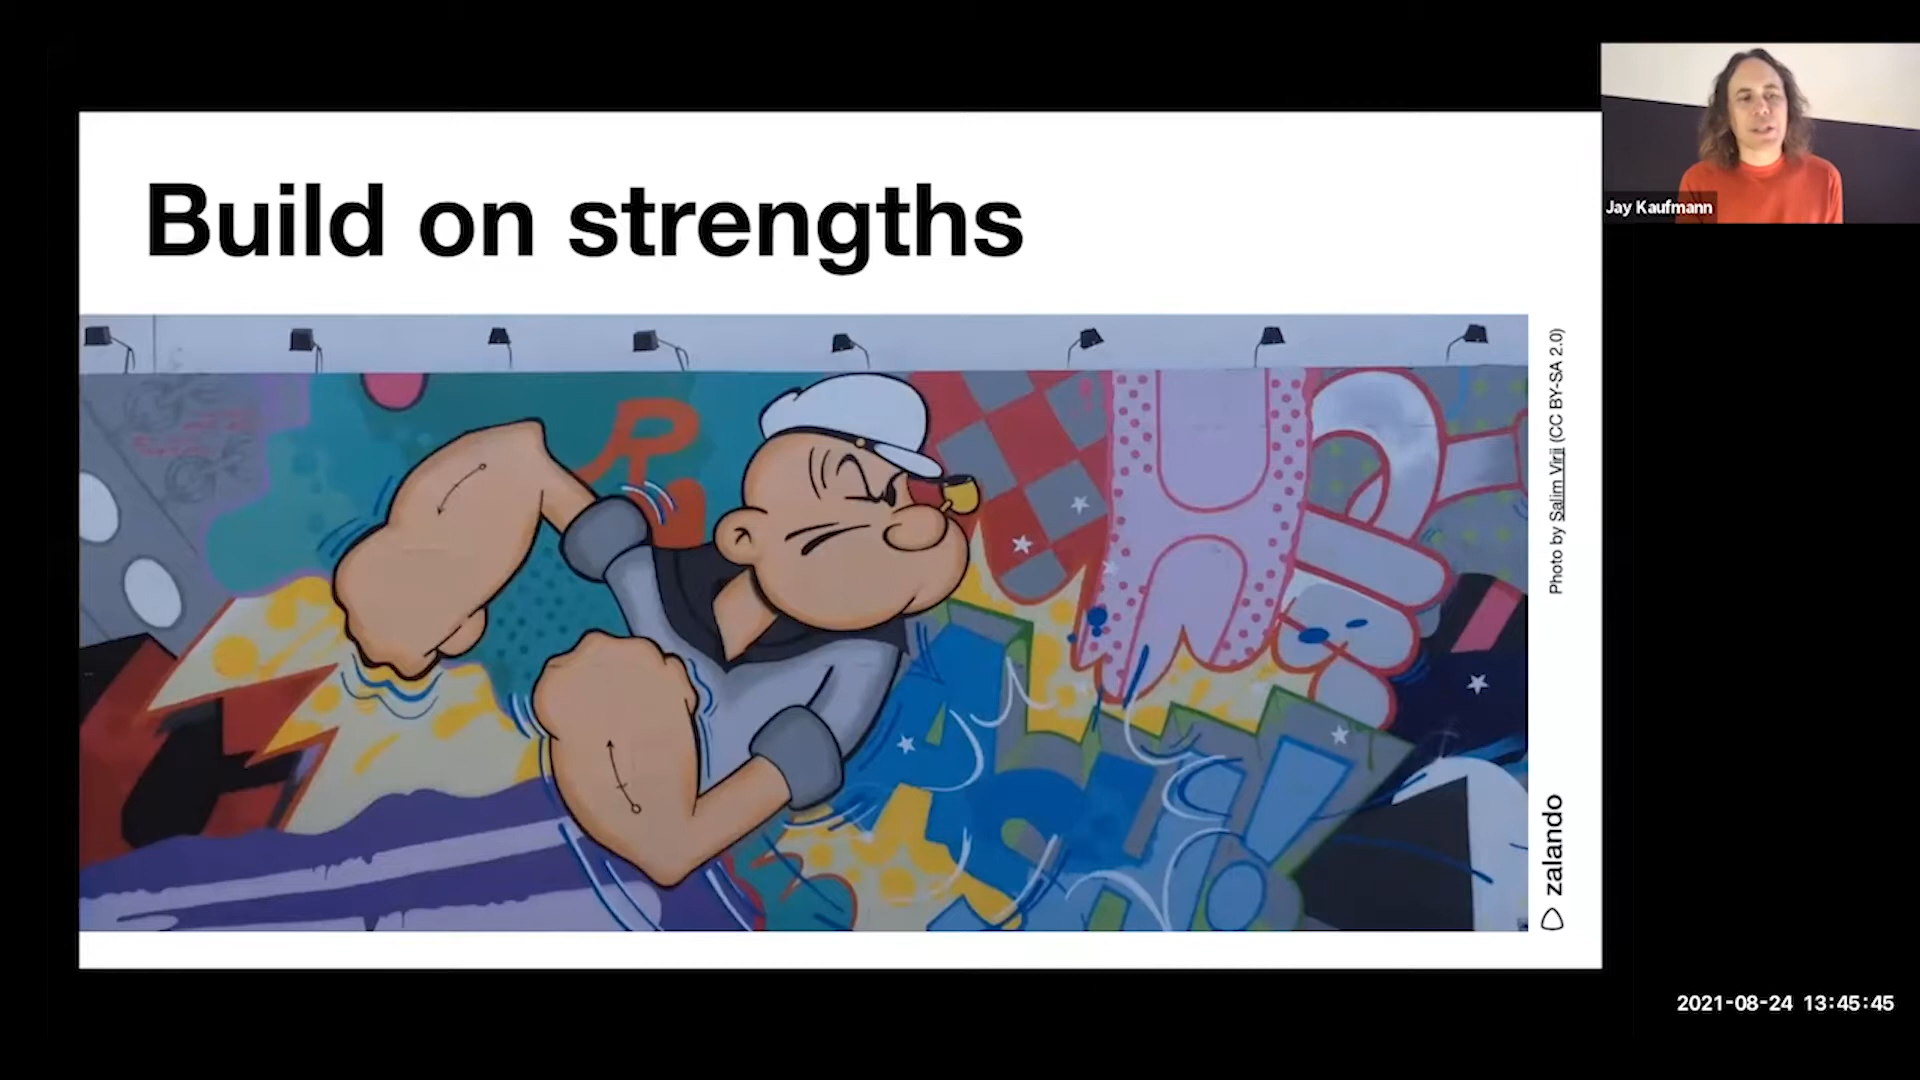 Build on strengths
Jay Kaufmann
Photo by Salim Virji (CC BY-SA 2.0)
zalando
2021-08-24 13:45:45